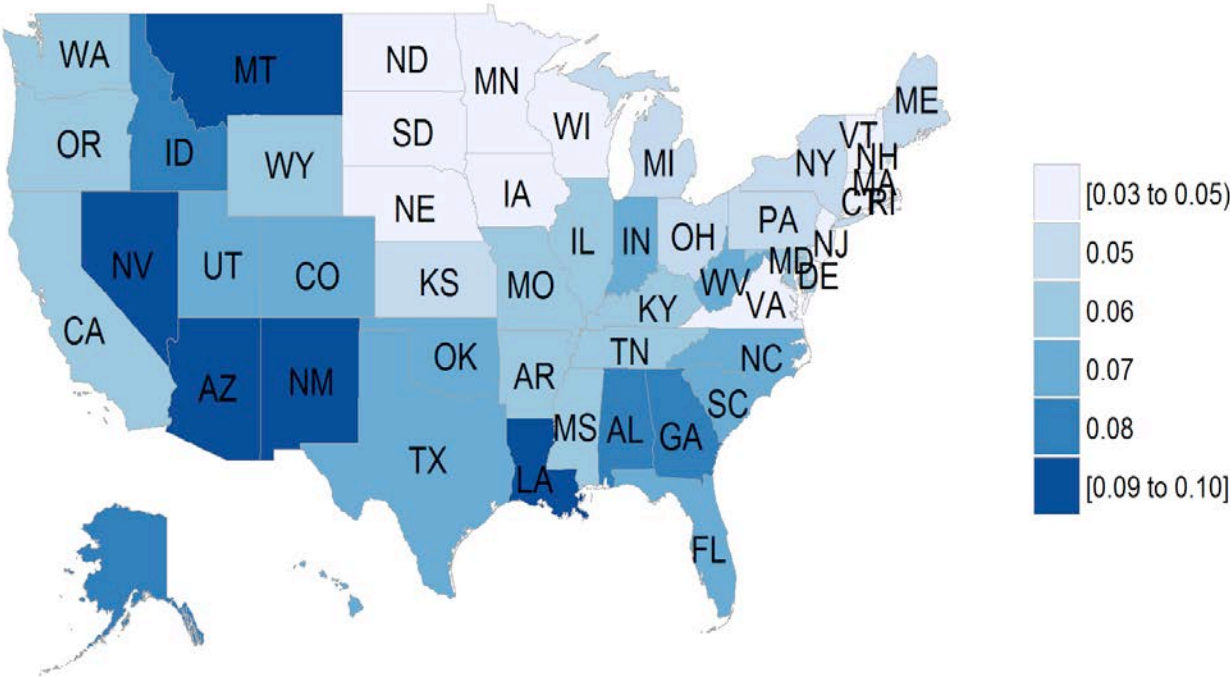 WA
MT
ND
MN
ME
OR
ID
WY
SD
WI
MI
VT
NH
NY
MA
CT
RI
NE
IA
NV
UT
CO
KS
MO
IL
IN
OH
PA
NJ
MD
DE
WV
VA
KY
CA
AZ
NM
OK
AR
TN
NC
SC
TX
LA
MS
AL
GA
FL
[0.03 to 0.05)
0.05
0.06
0.07
0.08
[0.09 to 0.10]